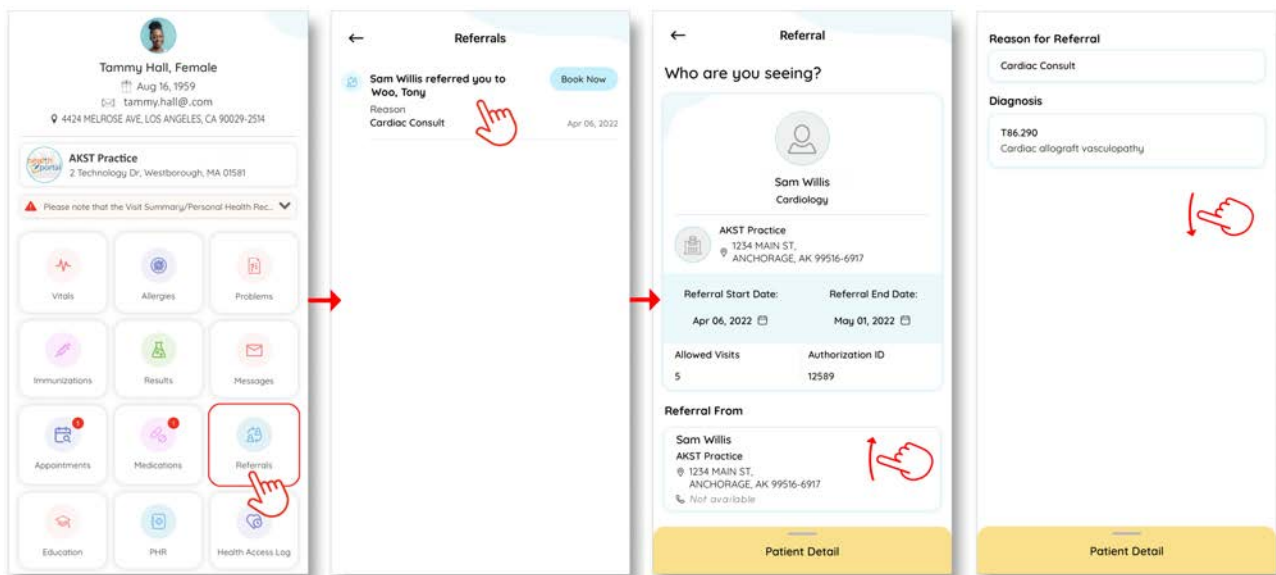 Tammy Hall, Female
Aug 16, 1959
tammy.hall@.com
4424 MELROSE AVE, LOS ANGELES, CA 90029-2514
health portal
AKST Practice
2 Technology Dr, Westborough, MA 01581
Please note that the Visit Summary/Personal Health Rec...
Vitals
Allergies
Problems
Immunizations
Results
Messages
Appointments
Medications
Referrals
Education
PHR
Health Access Log
Referrals
Sam Willis referred you to
Woo, Tony
Book Now
Reason
Cardiac Consult
Apr 06, 2022
Referral
Who are you seeing?
Sam Willis
Cardiology
AKST Practice
1234 MAIN ST,
ANCHORAGE, AK 99516-6917
Referral Start Date:
Referral End Date:
Apr 06, 2022
May 01, 2022
Allowed Visits
Authorization ID
5
12589
Referral From
Sam Willis
AKST Practice
1234 MAIN ST,
ANCHORAGE, AK 99516-6917
Not available
Patient Detail
Reason for Referral
Cardiac Consult
Diagnosis
T86.290
Cardiac allograft vasculopathy
Patient Detail